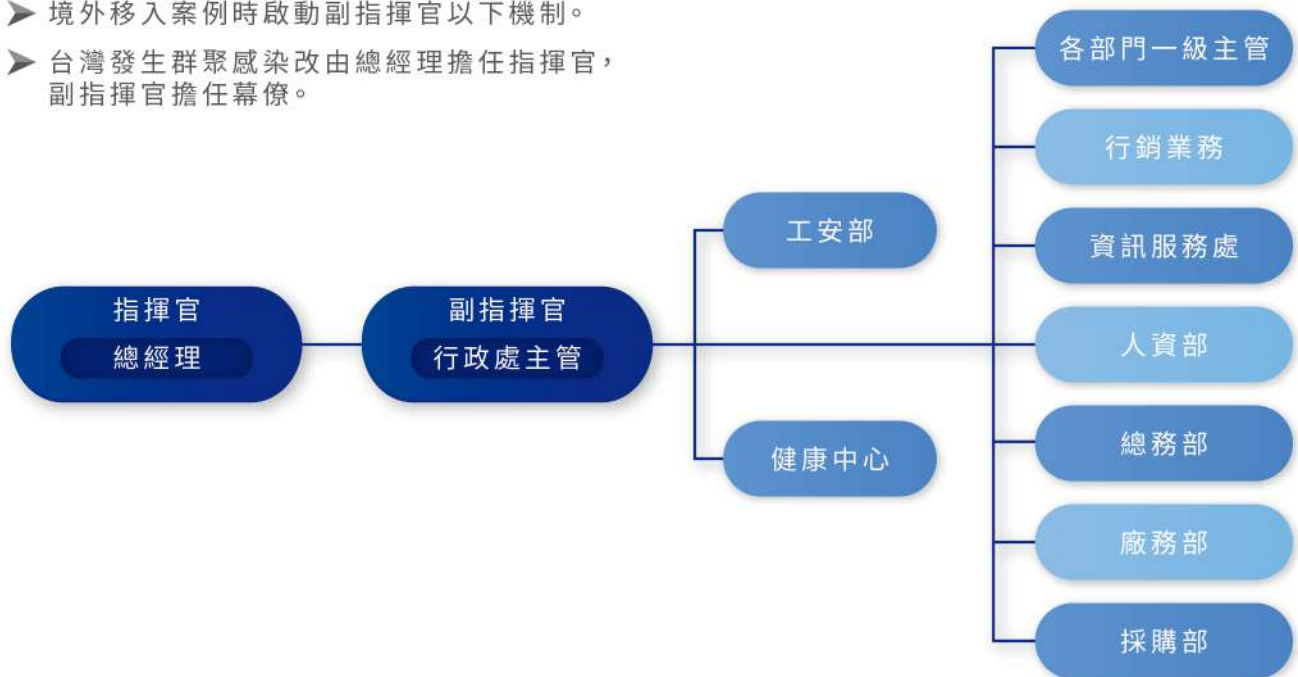 境外移入案例時啟動副指揮官以下機制。
台灣發生群聚感染改由總經理擔任指揮官，
副指揮官擔任幕僚。
指揮官
總經理
副指揮官
行政處主管
工安部
健康中心
各部門一級主管
行銷業務
資訊服務處
人資部
總務部
廠務部
採購部